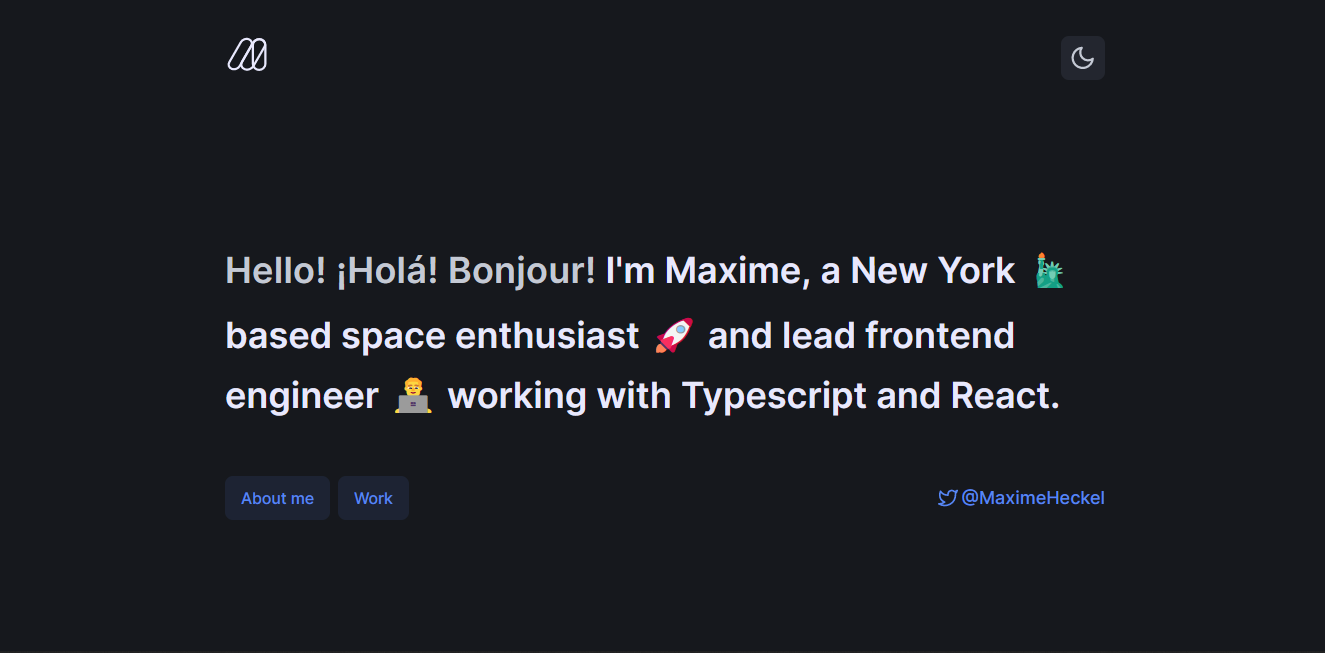 Hello! ¡Holá! Bonjour! I'm Maxime, a New York 🗽
based space enthusiast 🚀 and lead frontend
engineer 👨‍💻 working with Typescript and React.
About me
Work
@MaximeHeckel